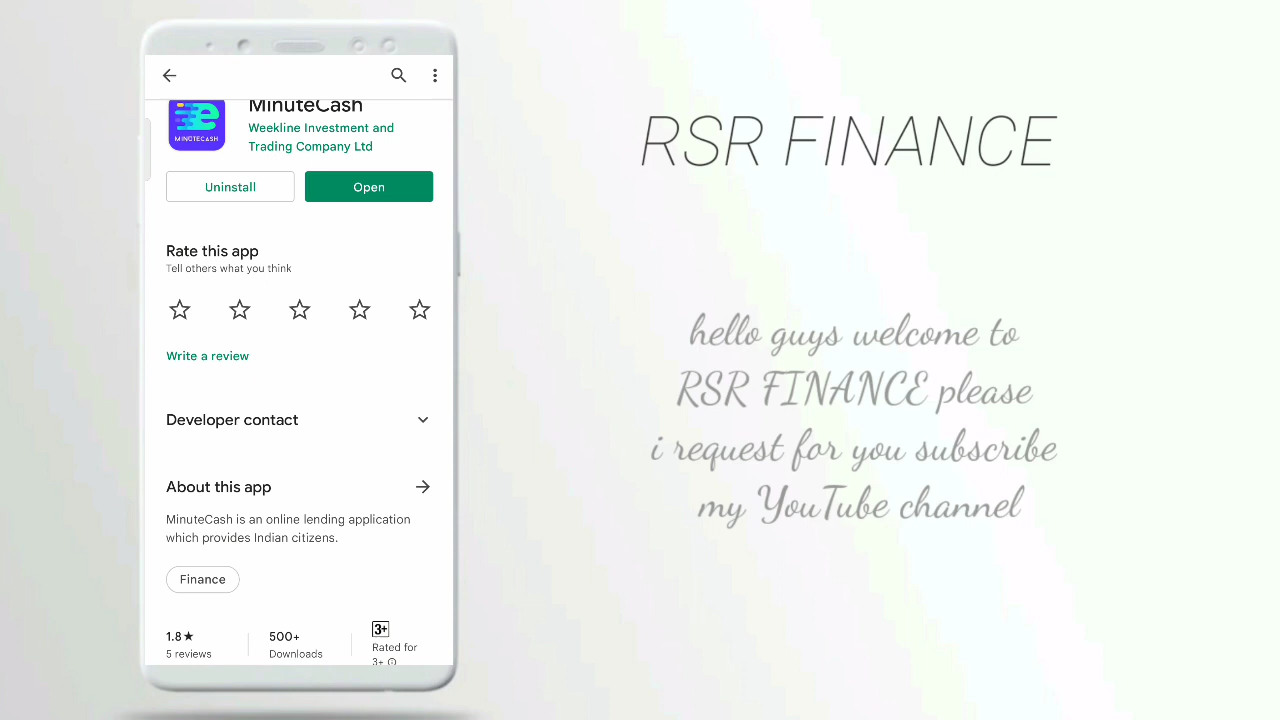 MinuteCash
MINUTECASH
Weekline Investment and
Trading Company Ltd
Uninstall
Open
Rate this app
Tell others what you think
Write a review
Developer contact
About this app
MinuteCash is an online lending application
which provides Indian citizens.
Finance
1.8★
5 reviews
500+
Downloads
3+
Rated for
3+
RSR FINANCE
hello guys welcome to
RSR FINANCE please
i request for you subscribe
my YouTube channel